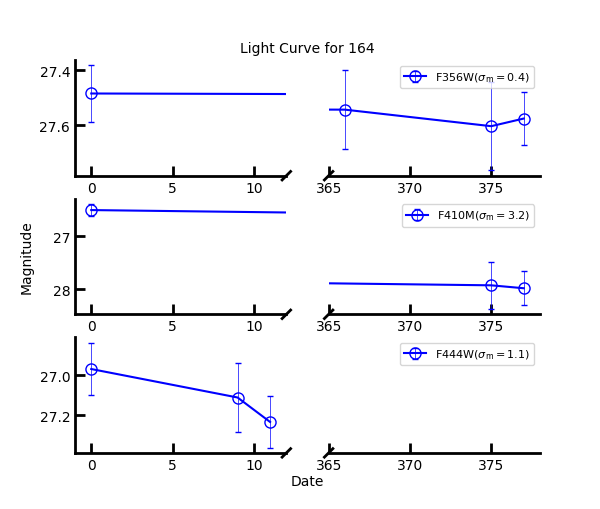 Light Curve for 164
27.4
27.6
F356W(σm = 0.4)
0 5 10 365 370 375
27
28
F410M(σm = 3.2)
0 5 10 365 370 375
Magnitude
27.0
27.2
F444W(σm = 1.1)
0 5 10 365 370 375
Date